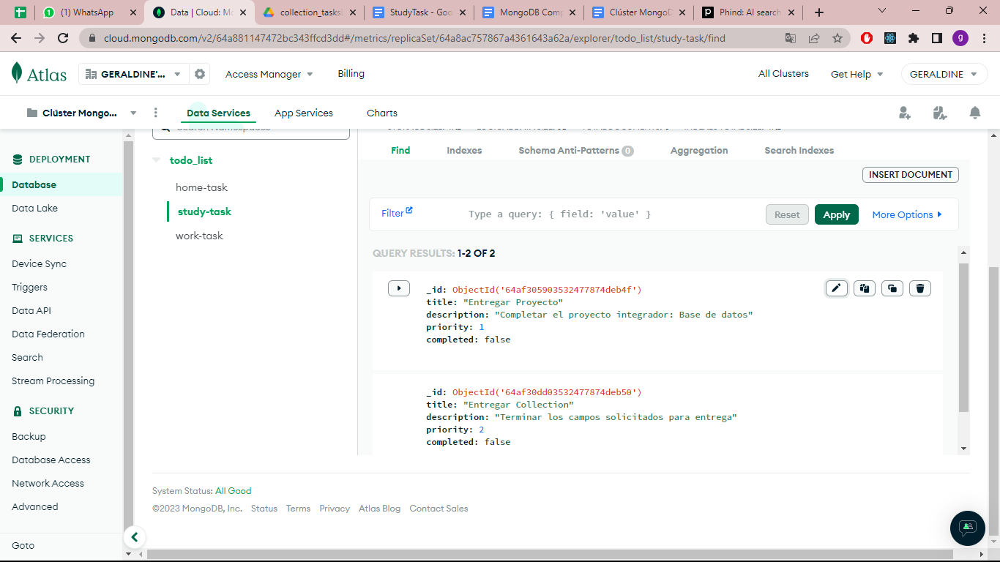 (1) WhatsApp
Data | Cloud: Mo
collection_tasks
StudyTask - Goo
MongoDB Comp
Clúster MongoD
Phind: AI search
cloud.mongodb.com/v2/64a881147472bc343ffcd3dd#/metrics/replicaSet/64a8ac757867a4361643a62a/explorer/todo_list/study-task/find
g
Atlas
GERALDINE'...
Access Manager
Billing
All Clusters
Get Help
GERALDINE
Clúster Mongo...
Data Services
App Services
Charts
DEPLOYMENT
Database
Data Lake
SERVICES
Device Sync
Triggers
Data API
Data Federation
Search
Stream Processing
SECURITY
Backup
Database Access
Network Access
Advanced
Goto
Search Namespaces
todo_list
home-task
study-task
work-task
Find
Indexes
Schema Anti-Patterns 0
Aggregation
Search Indexes
INSERT DOCUMENT
Filter
Type a query: { field: 'value' }
Reset
Apply
More Options
QUERY RESULTS: 1-2 OF 2
_id: ObjectId('64af305903532477874deb4f')
title: "Entregar Proyecto"
description: "Completar el proyecto integrador: Base de datos"
priority: 1
completed: false
_id: ObjectId('64af30dd03532477874deb50')
title: "Entregar Collection"
description: "Terminar los campos solicitados para entrega"
priority: 2
completed: false
System Status: All Good
©2023 MongoDB, Inc. Status Terms Privacy Atlas Blog Contact Sales